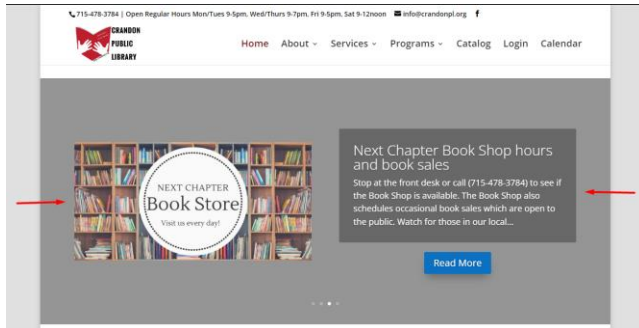 715-478-3784 | Open Regular Hours Mon/Tues 9-5pm, Wed/Thurs 9-7pm, Fri 9-5pm, Sat 9-12noon info@crandonpl.org
CRANDON
PUBLIC
LIBRARY
Home About Services Programs Catalog Login Calendar
NEXT CHAPTER
Book Store
Visit us every day!
Next Chapter Book Shop hours
and book sales
Stop at the front desk or call (715-478-3784) to see if
the Book Shop is available. The Book Shop also
schedules occasional book sales which are open to
the public. Watch for those in our local...
Read More